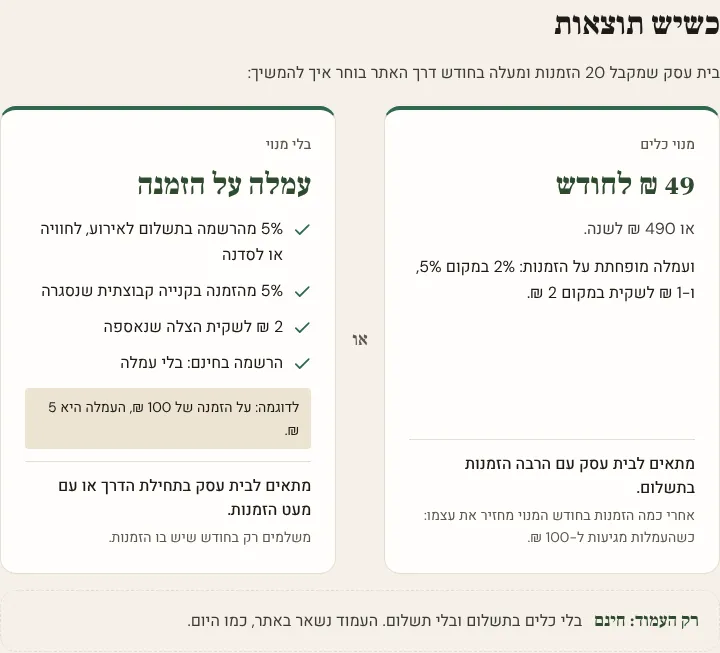 כשיש תוצאות
בית עסק שמקבל 20 הזמנות ומעלה בחודש דרך האתר בוחר איך להמשיך:
מנוי כלים
49 ₪ לחודש
או 490 ₪ לשנה.
ועמלה מופחתת על הזמנות: 2% במקום 5%,
ו-1 ₪ לשקית במקום 2 ₪.
מתאים לבית עסק עם הרבה הזמנות
בתשלום.
אחרי כמה הזמנות בחודש המנוי מחזיר את עצמו:
כשהעמלות מגיעות ל-100 ₪.
או
בלי מנוי
עמלה על הזמנה
5% מהרשמה בתשלום לאירוע, לחוויה
או לסדנה
5% מהזמנה בקנייה קבוצתית שנסגרה
2 ₪ לשקית הצלה שנאספה
הרשמה בחינם: בלי עמלה
לדוגמה: על הזמנה של 100 ₪, העמלה היא 5
₪.
מתאים לבית עסק בתחילת הדרך או עם
מעט הזמנות.
משלמים רק בחודש שיש בו הזמנות.
רק העמוד: חינם בלי כלים בתשלום ובלי תשלום. העמוד נשאר באתר, כמו היום.